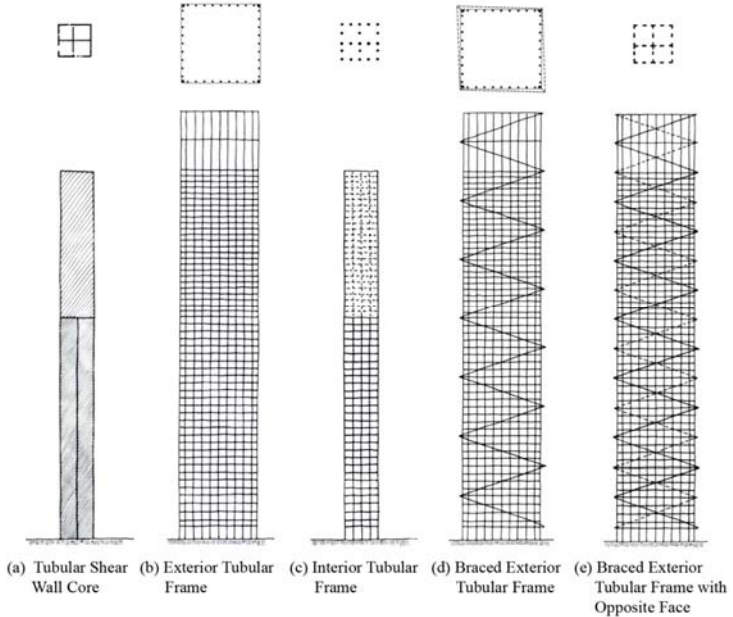 (a) Tubular Shear
Wall Core
(b) Exterior Tubular
Frame
(c) Interior Tubular
Frame
(d) Braced Exterior
Tubular Frame
(e) Braced Exterior
Tubular Frame with
Opposite Face